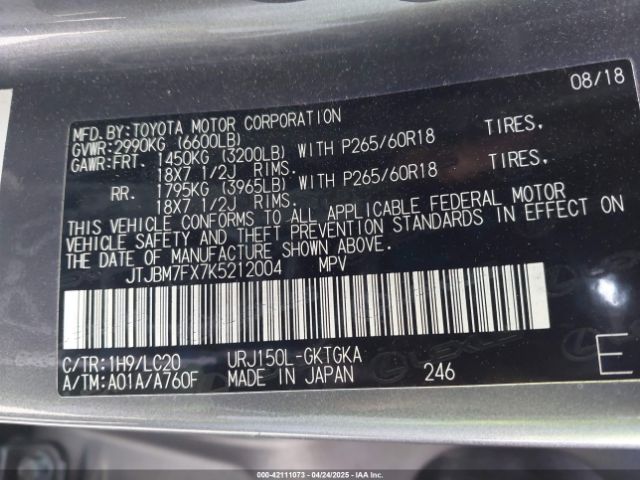 08/18
MFD.BY:TOYOTA MOTOR CORPORATION
GVWR:2990KG (6600LB)
GAWR:FRT. 1450KG (3200LB) WITH P265/60R18 TIRES,
18X7 1/2J RIMS.
RR. 1795KG (3965LB) WITH P265/60R18 TIRES,
18X7 1/2J RIMS.
THIS VEHICLE CONFORMS TO ALL APPLICABLE FEDERAL MOTOR
VEHICLE SAFETY AND THEFT PREVENTION STANDARDS IN EFFECT ON
THE DATE OF MANUFACTURE SHOWN ABOVE.
JTJBM7FX7K5212004 MPV
C/TR:1H9/LC20 URJ150L-GKTGKA
A/TM:A01A/A760F MADE IN JAPAN 246 E
LEXUS
000-42111073 04/24/2025 IAAI.COM